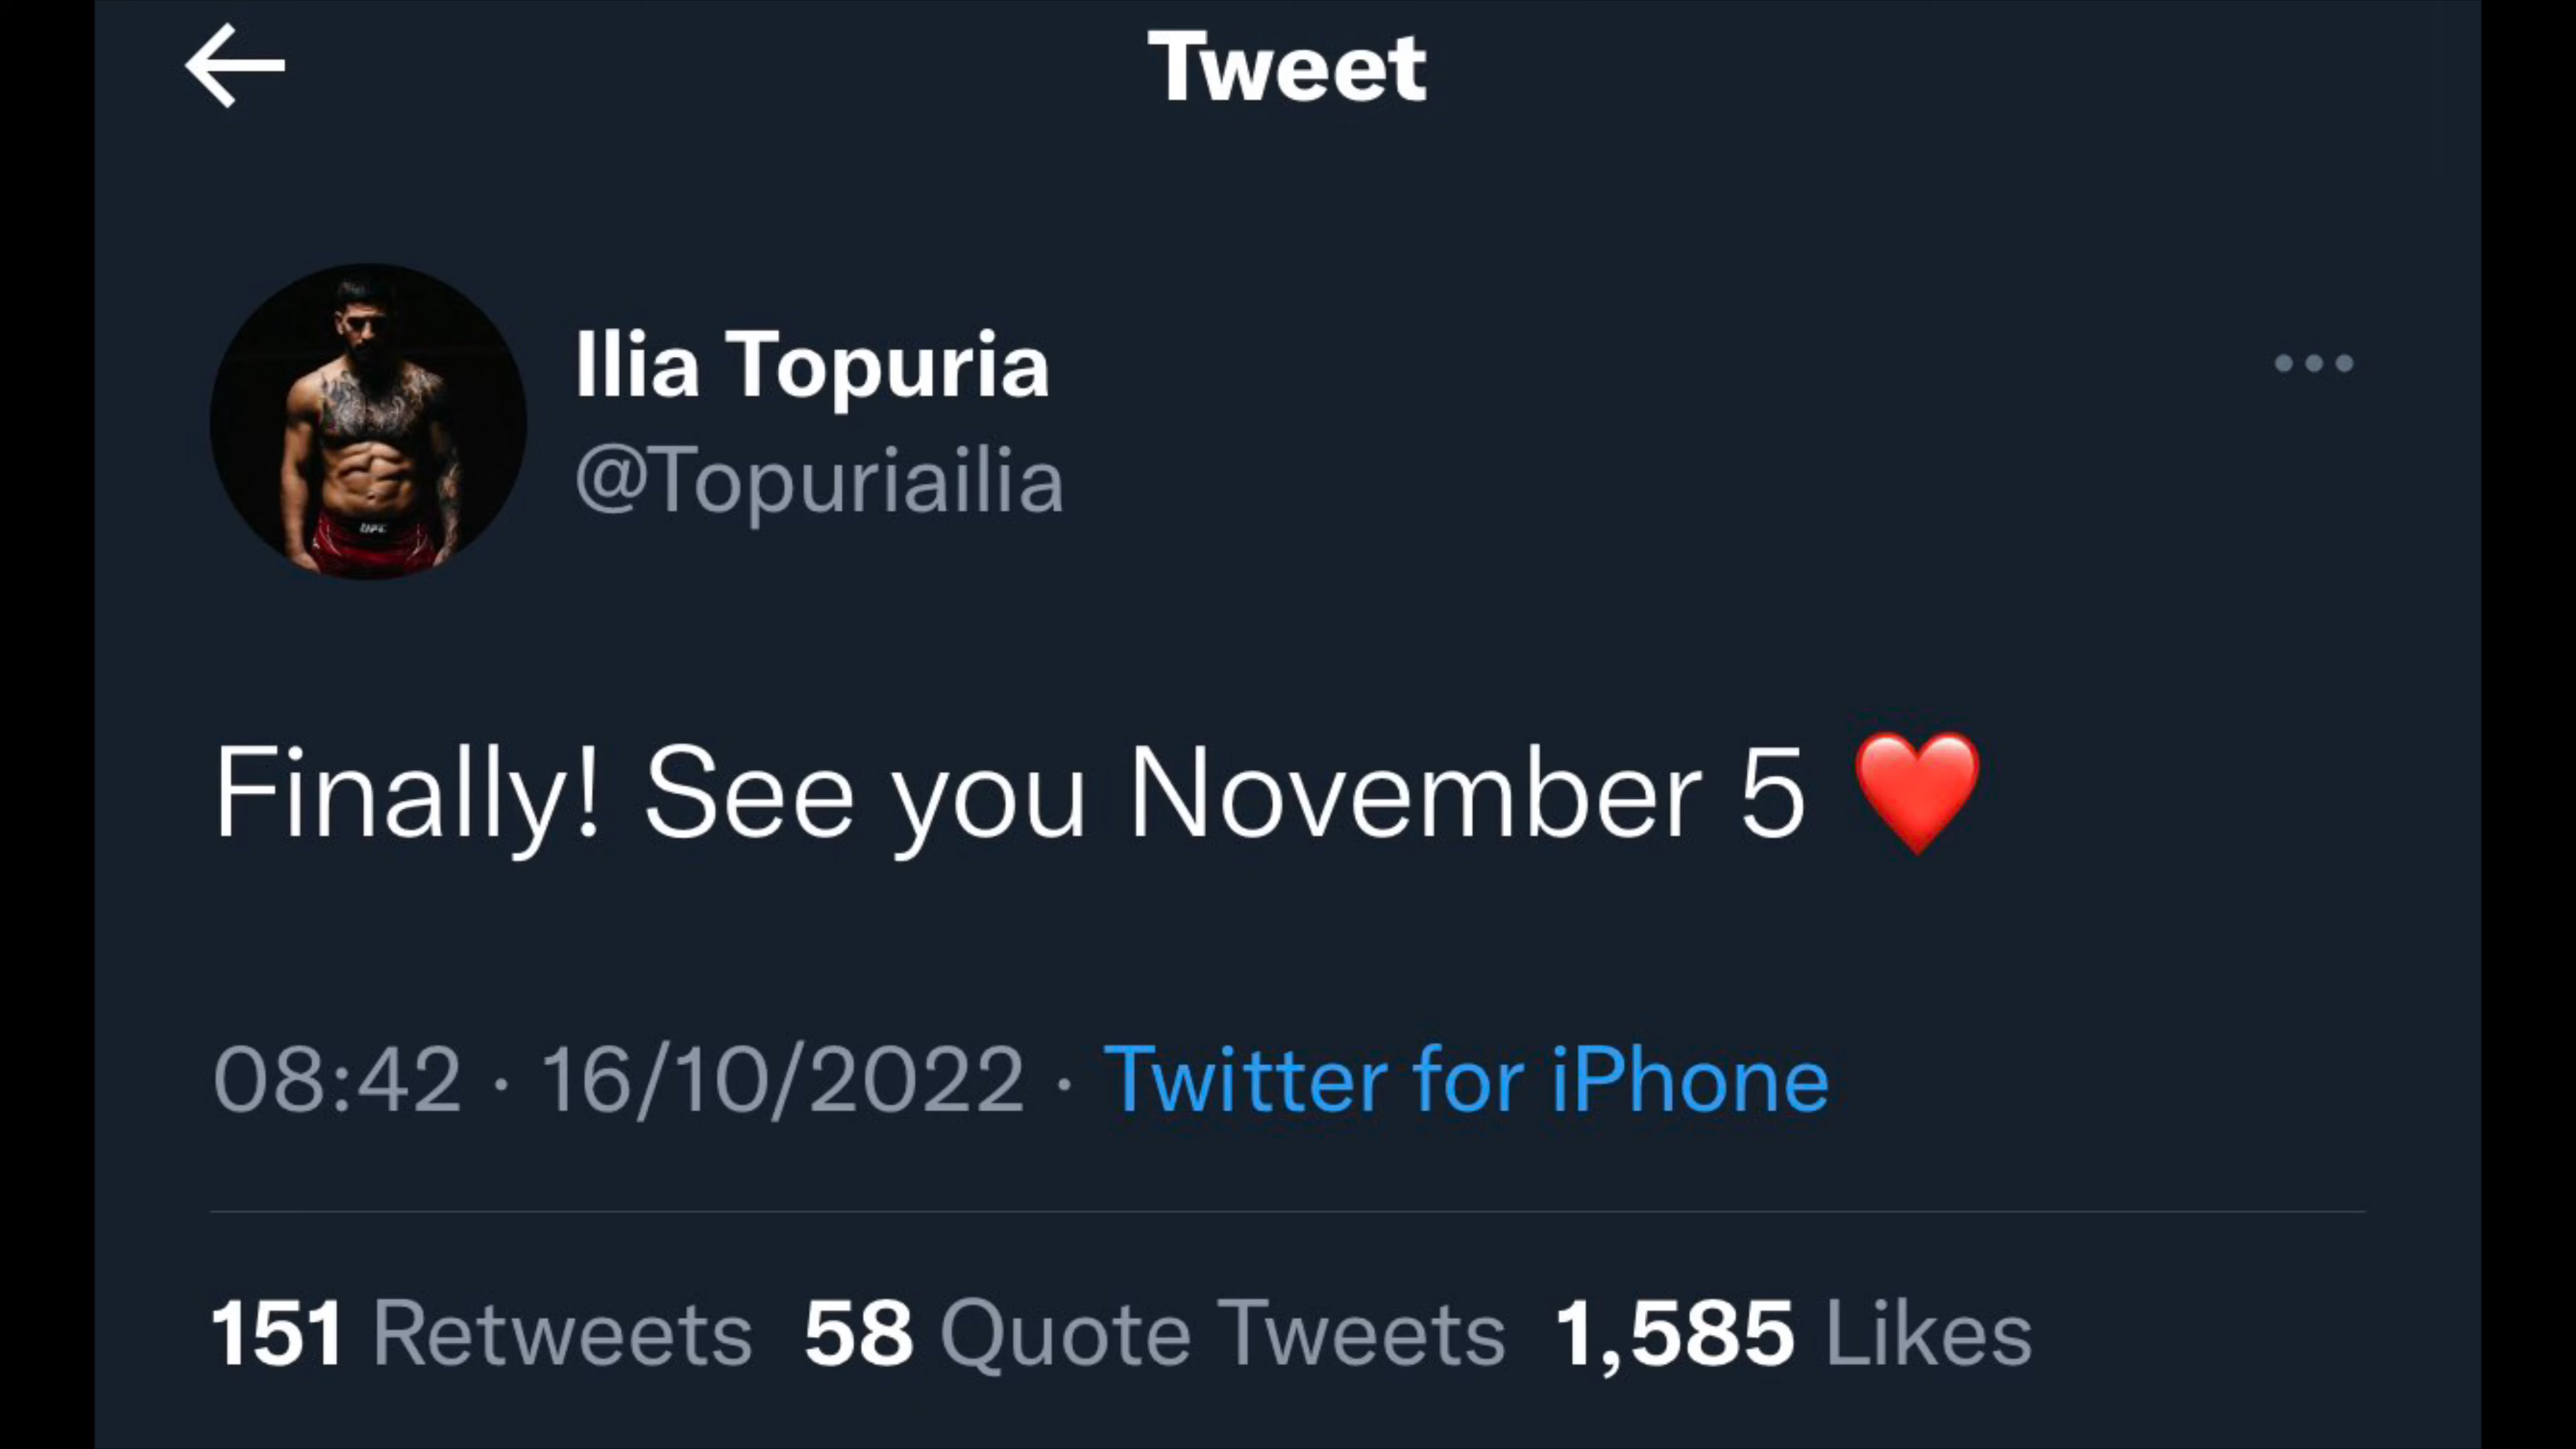 Tweet
Ilia Topuria
@Topuriailia
Finally! See you November 5 ❤️
08:42 · 16/10/2022 · Twitter for iPhone
151 Retweets 58 Quote Tweets 1,585 Likes
UFC